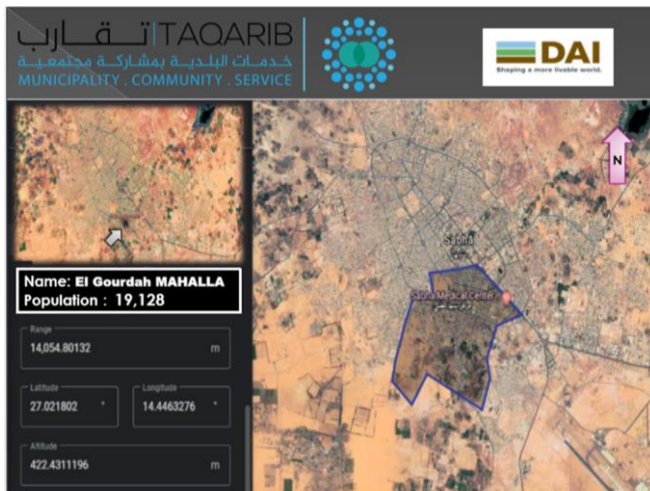 تقارب | TAQARIB
خدمات البلدية بمشاركة مجتمعية
MUNICIPALITY . COMMUNITY . SERVICE
DAI
Shaping a more livable world.
N
Name: El Gourdah MAHALLA
Population : 19,128
Range
14,054.80132 m
Latitude
27.021802 °
Longitude
14.4463276 °
Altitude
422.4311196 m
Sabha
Sabha Medical Center